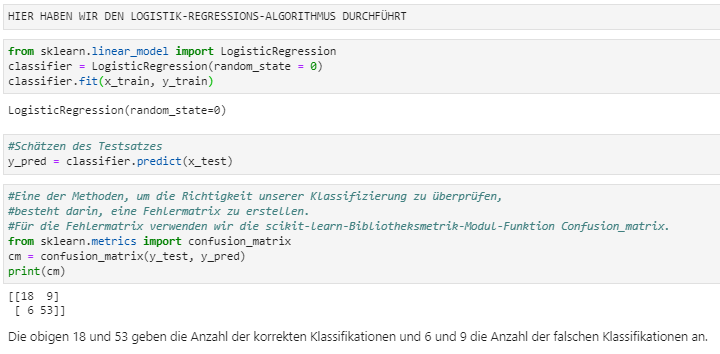 HIER HABEN WIR DEN LOGISTIK-REGRESSIONS-ALGORITHMUS DURCHFÜHRT
from sklearn.linear_model import LogisticRegression
classifier = LogisticRegression(random_state = 0)
classifier.fit(x_train, y_train)
LogisticRegression(random_state=0)
#Schätzen des Testsatzes
y_pred = classifier.predict(x_test)
#Eine der Methoden, um die Richtigkeit unserer Klassifizierung zu überprüfen,
#besteht darin, eine Fehlermatrix zu erstellen.
#Für die Fehlermatrix verwenden wir die scikit-Learn-Bibliotheksmetrik-Modul-Funktion Confusion_matrix.
from sklearn.metrics import confusion_matrix
cm = confusion_matrix(y_test, y_pred)
print(cm)
[[18  9]
 [ 6 53]]
Die obigen 18 und 53 geben die Anzahl der korrekten Klassifikationen und 6 und 9 die Anzahl der falschen Klassifikationen an.